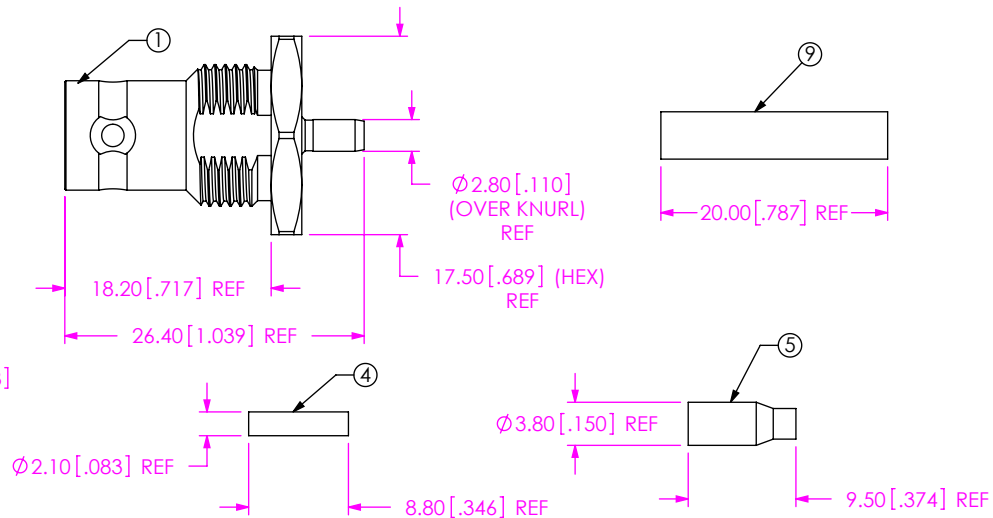 1
9
Ø2.80[.110]
(OVER KNURL)
REF
20.00[.787] REF
17.50[.689] (HEX)
REF
18.20[.717] REF
26.40[1.039] REF
]
4
5
Ø3.80[.150] REF
Ø2.10[.083] REF
8.80[.346] REF
9.50[.374] REF